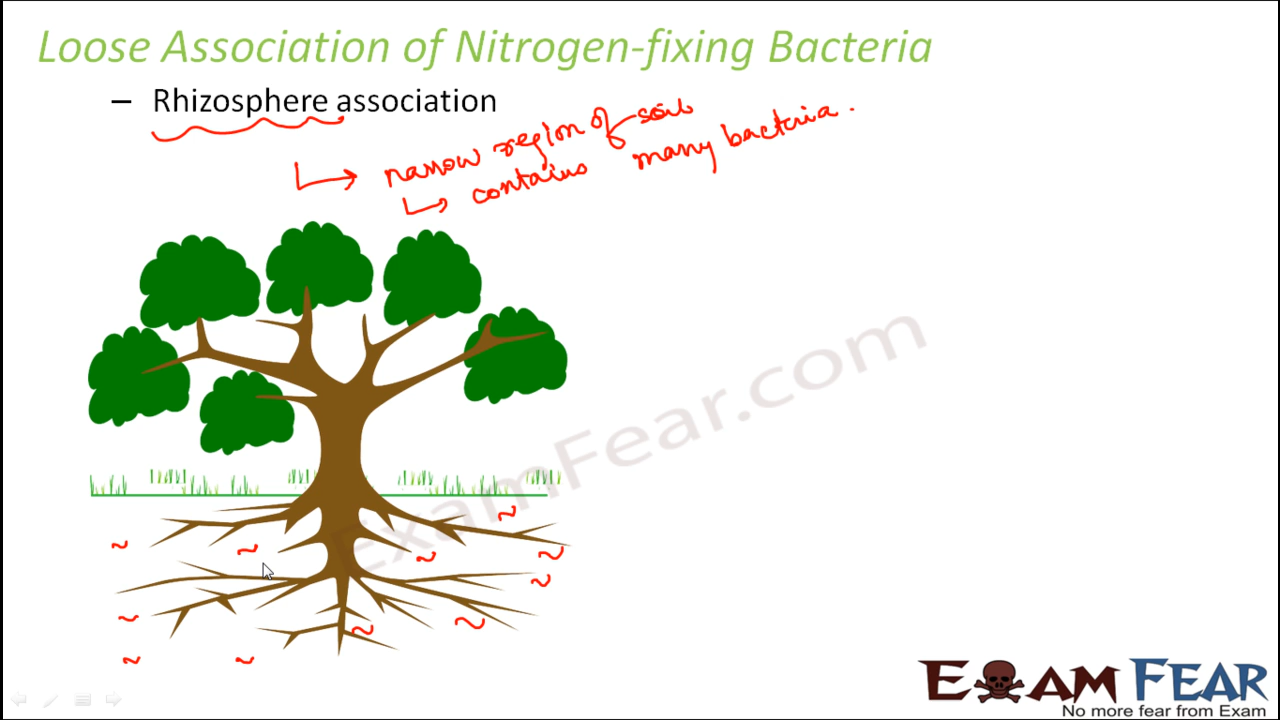 Loose Association of Nitrogen-fixing Bacteria
– Rhizosphere association
narrow region of soil
contains many bacteria.
ExamFear.com
EXAM FEAR
No more fear from Exam